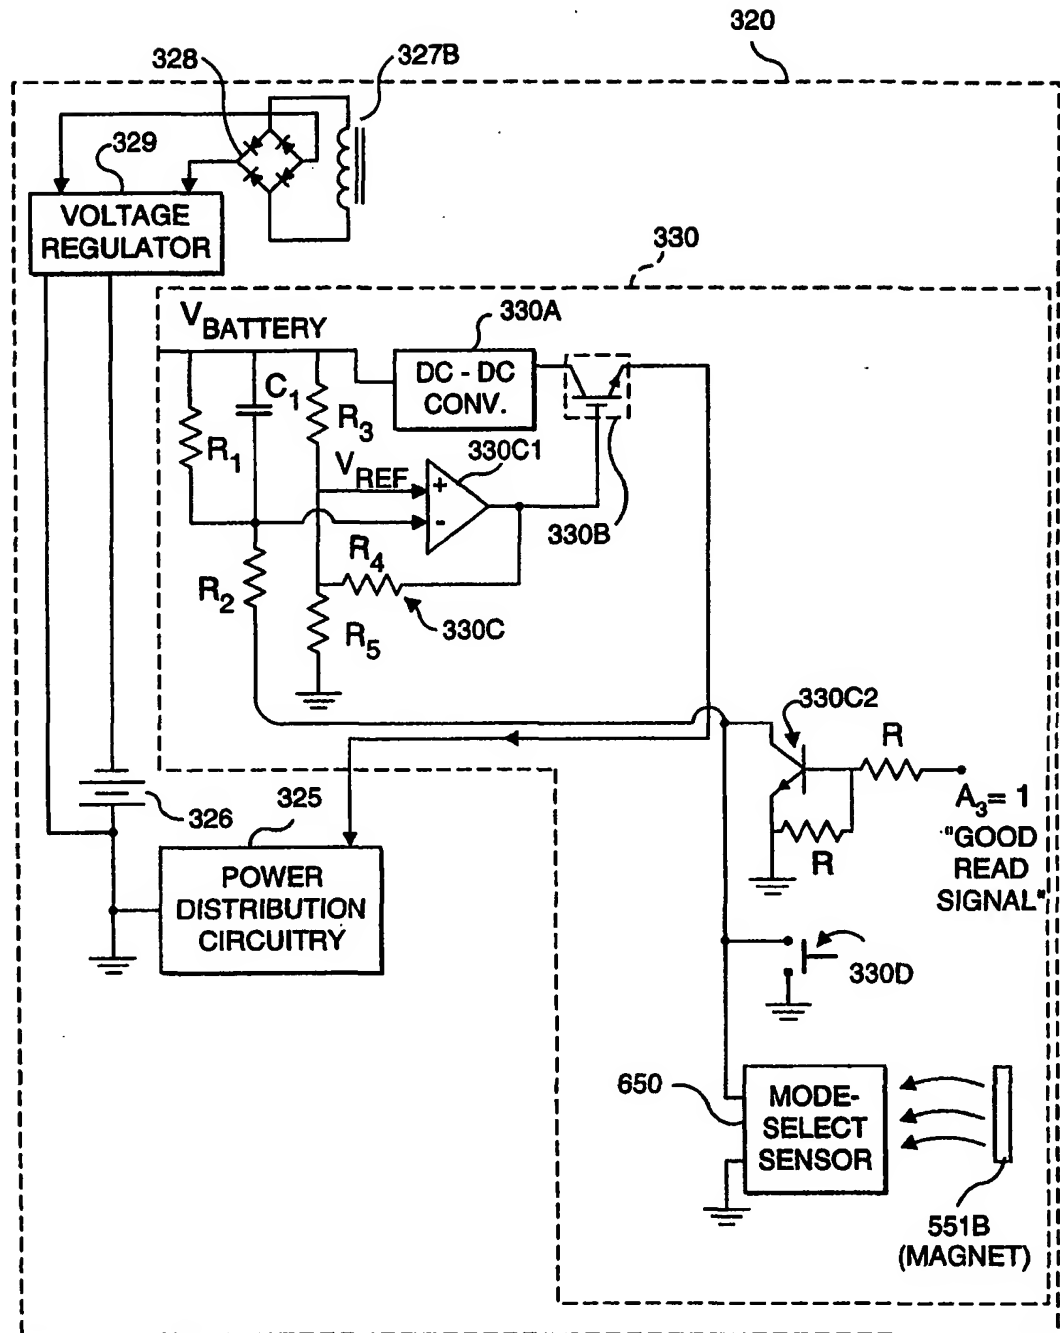 320
328
327B
329
VOLTAGE
REGULATOR
330
V BATTERY
330A
DC - DC
CONV.
C1
R3
R1
330C1
VREF
+
-
330B
R4
R2
330C
R5
330C2
R
A3= 1
"GOOD
READ
SIGNAL"
R
326
325
POWER
DISTRIBUTION
CIRCUITRY
330D
650
MODE-
SELECT
SENSOR
551B
(MAGNET)